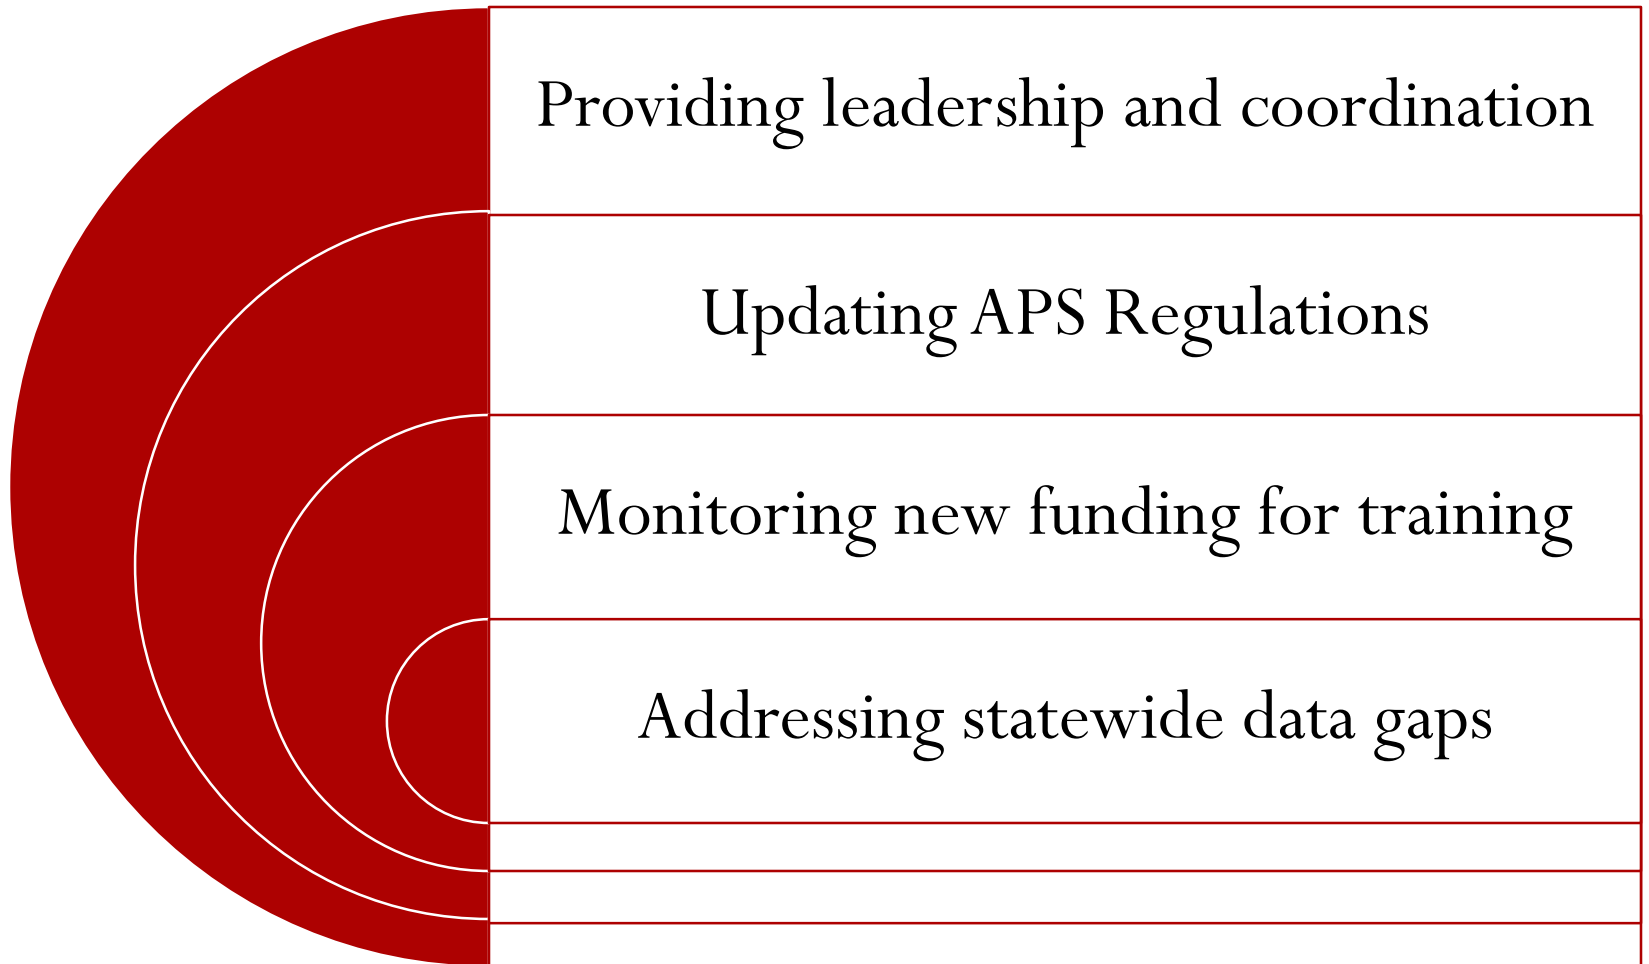 Providing leadership and coordination
Updating APS Regulations
Monitoring new funding for training
Addressing statewide data gaps